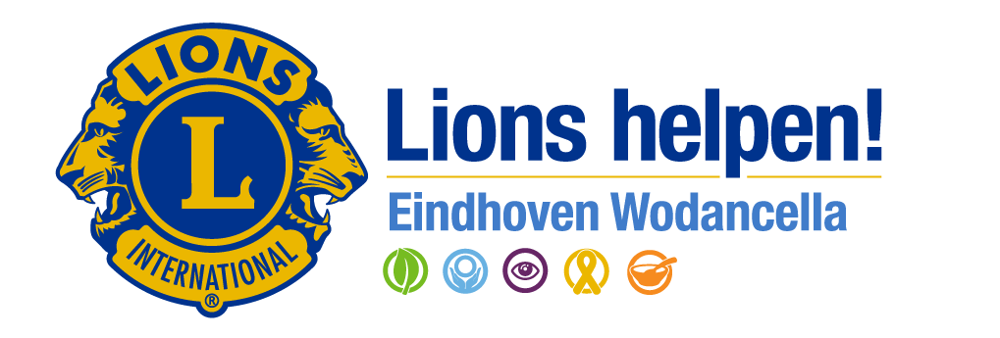 LIONS
L
INTERNATIONAL
®
Lions helpen!
Eindhoven Wodancella